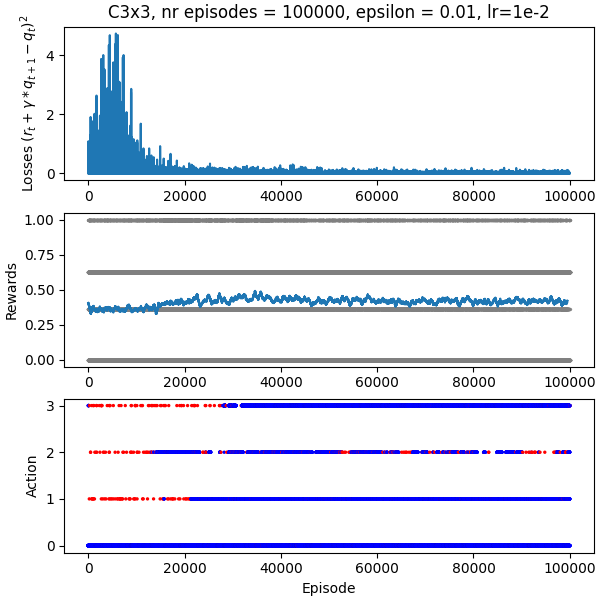 C3x3, nr episodes = 100000, epsilon = 0.01, lr=1e-2
Losses $(r_t + \gamma * q_{t+1} - q_t)^2$
4
2
0
0 20000 40000 60000 80000 100000
Rewards
1.00
0.75
0.50
0.25
0.00
0 20000 40000 60000 80000 100000
Action
3
2
1
0
0 20000 40000 60000 80000 100000
Episode